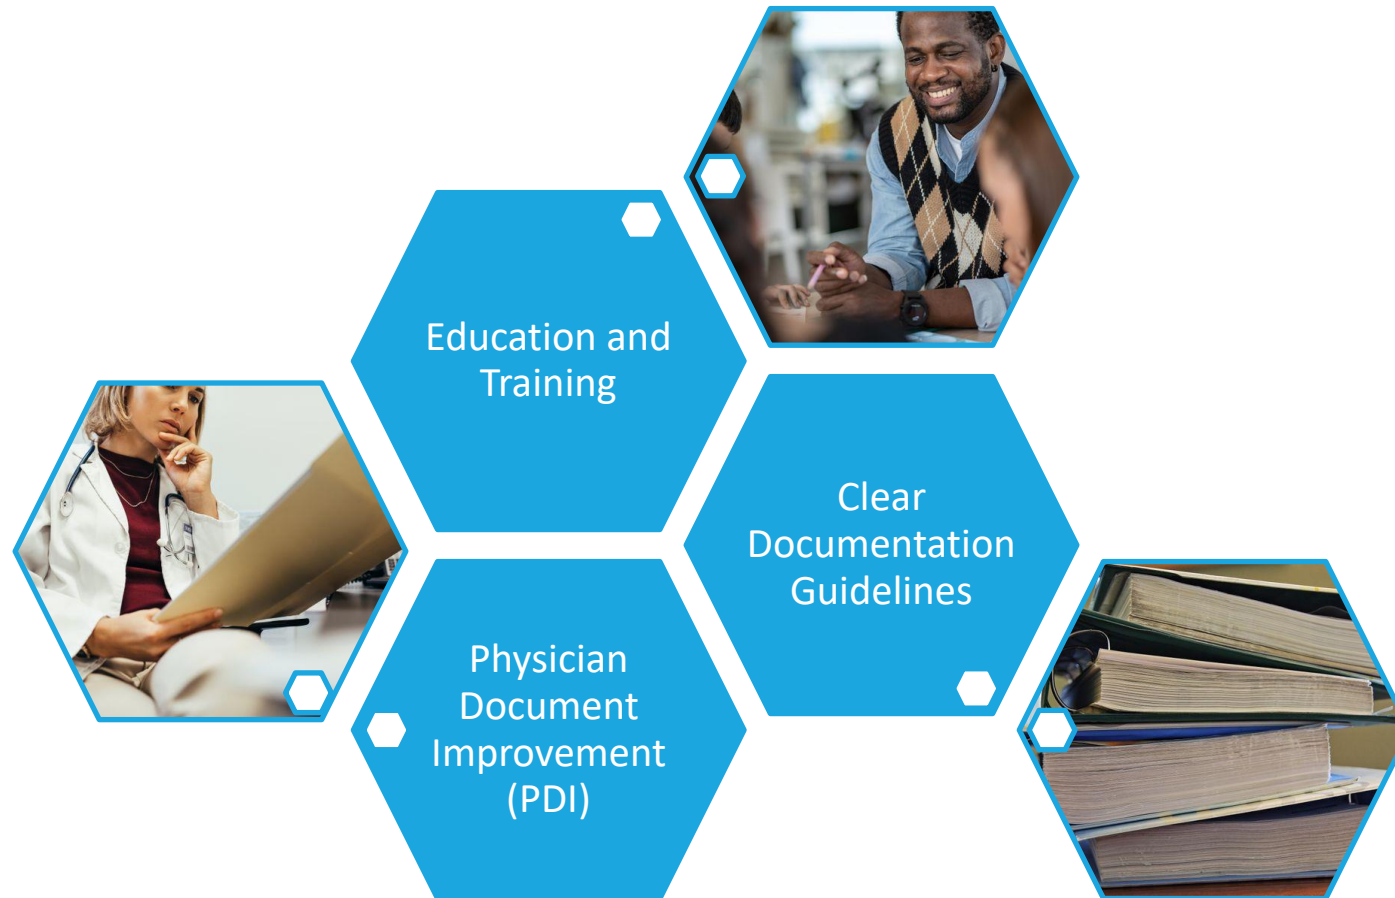 Education and
Training
Clear
Documentation
Guidelines
Physician
Document
Improvement
(PDI)